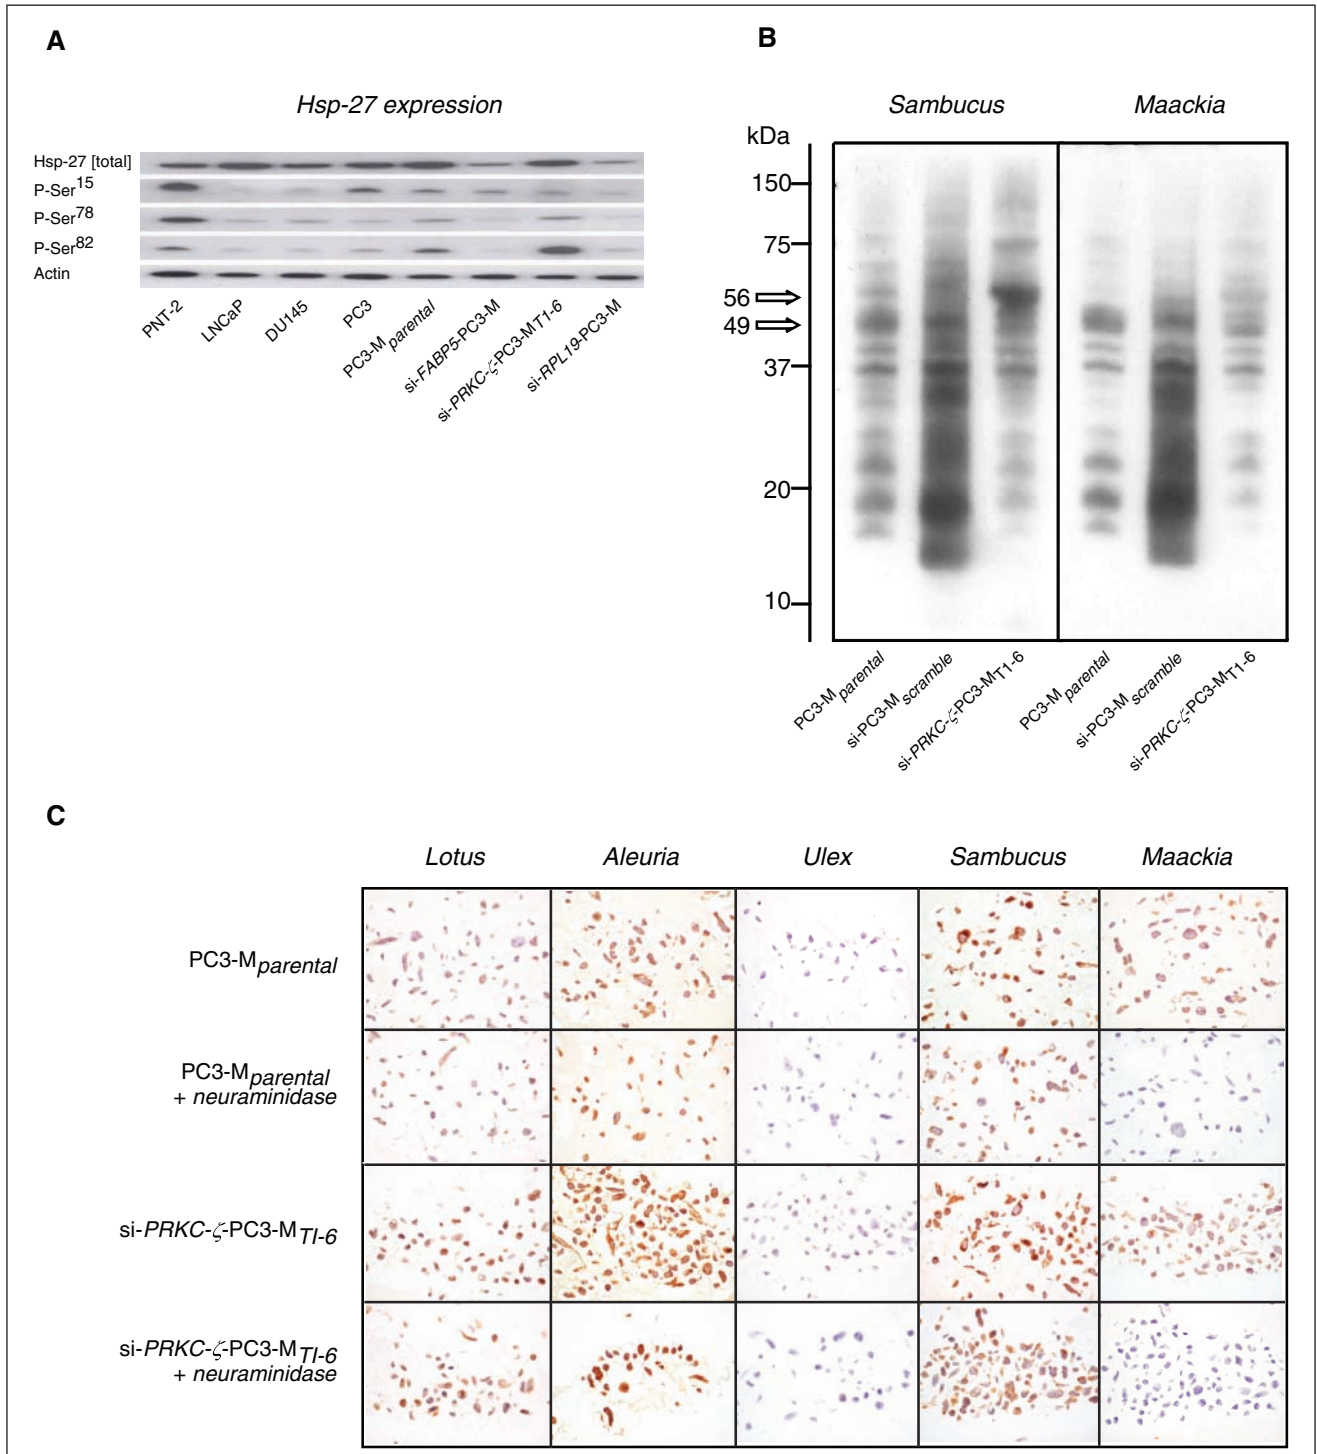 A
Hsp-27 expression
Hsp-27 [total]
P-Ser15
P-Ser78
P-Ser82
Actin
PNT-2
LNCaP
DU145
PC3
PC3-M parental
si-FABP5-PC3-M
si-PRKC-ζ-PC3-MT1-6
si-RPL19-PC3-M
B
Sambucus Maackia
kDa
150
75
56
49
37
20
10
PC3-M parental
si-PC3-M scramble
si-PRKC-ζ-PC3-MT1-6
PC3-M parental
si-PC3-M scramble
si-PRKC-ζ-PC3-MT1-6
C
Lotus Aleuria Ulex Sambucus Maackia
PC3-Mparental
PC3-Mparental
+ neuraminidase
si-PRKC-ζ-PC3-MTI-6
si-PRKC-ζ-PC3-MTI-6
+ neuraminidase